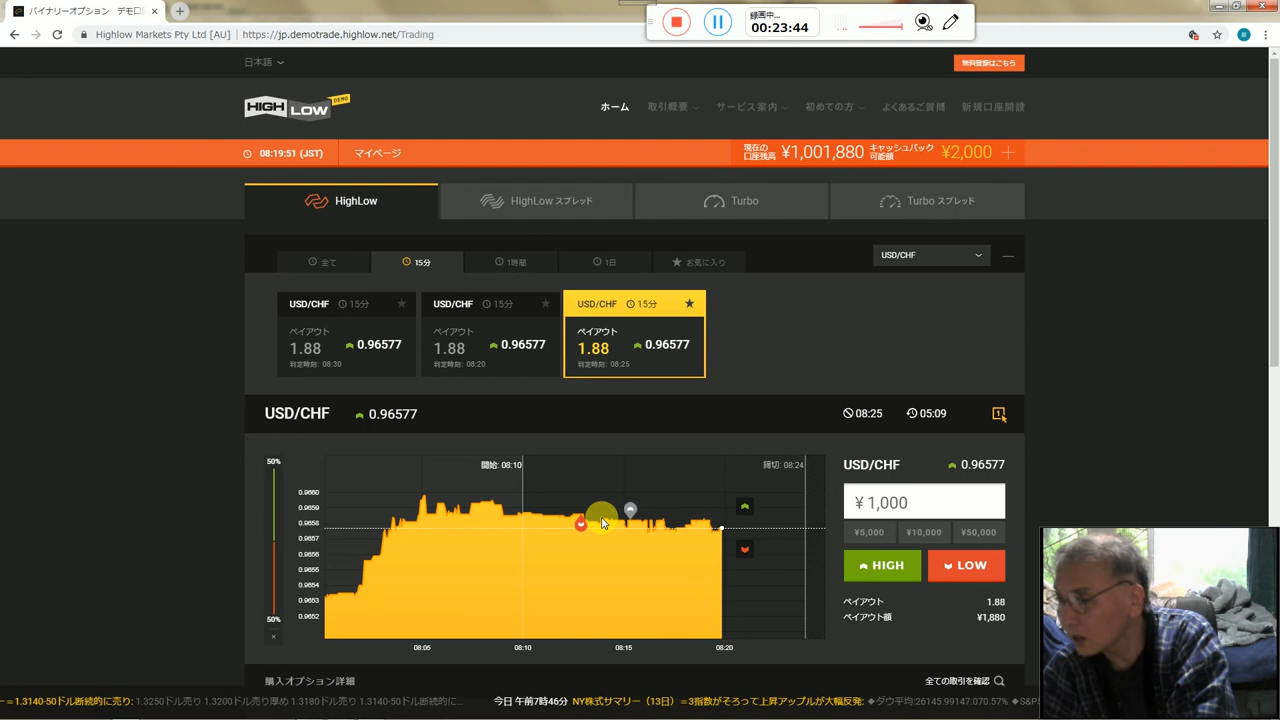 バイナリーオプション デモ口
録画中...
00:23:44
Highlow Markets Pty Ltd [AU] | https://jp.demotrade.highlow.net/Trading
日本語
無料登録はこちら
HIGH LOW DEMO
ホーム 取引概要 サービス案内 初めての方 よくあるご質問 新規口座開設
08:19:51 (JST) マイページ 現在の口座残高 ¥1,001,880 キャッシュバック可能額 ¥2,000
HighLow HighLow スプレッド Turbo Turbo スプレッド
全て 15分 1時間 1日 お気に入り USD/CHF
USD/CHF 15分 USD/CHF 15分 USD/CHF 15分
ペイアウト ペイアウト ペイアウト
1.88 0.96577 1.88 0.96577 1.88 0.96577
判定時刻: 08:30 判定時刻: 08:20 判定時刻: 08:25
USD/CHF 0.96577 08:25 05:09 1
50% 開始: 08:10 締切: 08:24 USD/CHF 0.96577
0.9660
0.9659
0.9658
0.9657
0.9656
0.9655
0.9654
0.9653
0.9652
¥ 1,000
¥5,000 ¥10,000 ¥50,000
HIGH LOW
ペイアウト 1.88
ペイアウト額 ¥1,880
50%
08:05 08:10 08:15 08:20
購入オプション詳細 全ての取引を確認
ー＝1.3140-50ドル断続的に売り: 1.3250ドル売り 1.3200ドル売り厚め 1.3180ドル売り 1.3140-50ドル断続的に... 今日 午前7時46分 NY株式サマリー（13日）＝3指数がそろって上昇アップルが大幅反発: ◆ダウ平均:26145.99147.070.57% ◆S&P